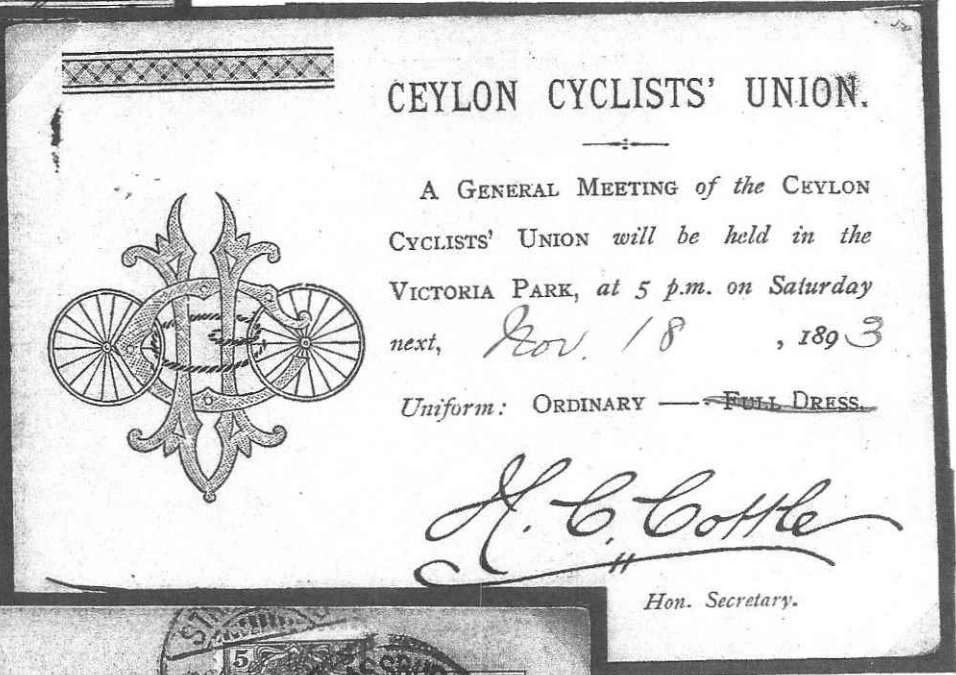 CEYLON CYCLISTS' UNION.
A GENERAL MEETING of the CEYLON
CYCLISTS' UNION will be held in the
VICTORIA PARK, at 5 p.m. on Saturday
next, Nov. 18, 1893
Uniform: ORDINARY — FULL DRESS.
H. C. Cottle
Hon. Secretary.
5